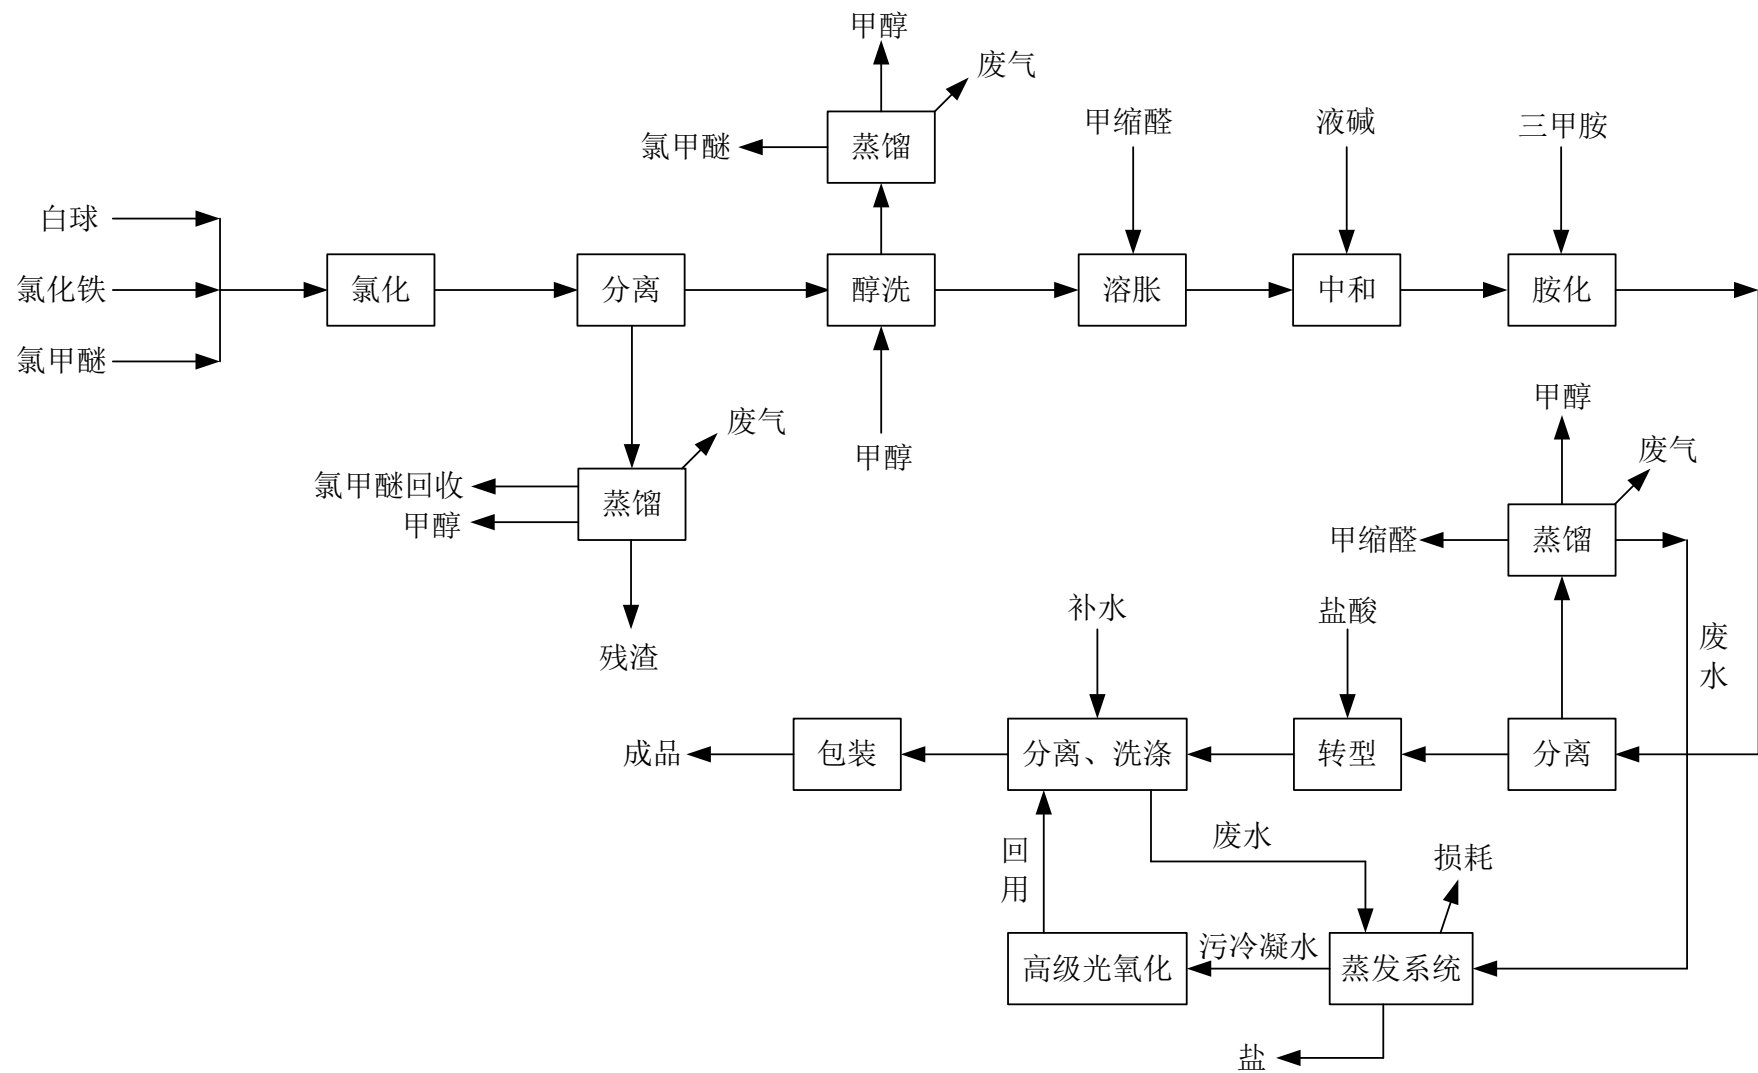 甲醇
废气
氯甲醚
蒸馏
甲缩醛
液碱
三甲胺
白球
氯化铁
氯甲醚
氯化
分离
醇洗
溶胀
中和
胺化
甲醇
废气
氯甲醚回收
甲醇
蒸馏
残渣
甲醇
废气
甲缩醛
蒸馏
废
水
补水
盐酸
成品
包装
分离、洗涤
转型
分离
回
用
废水
损耗
高级光氧化
污冷凝水
蒸发系统
盐